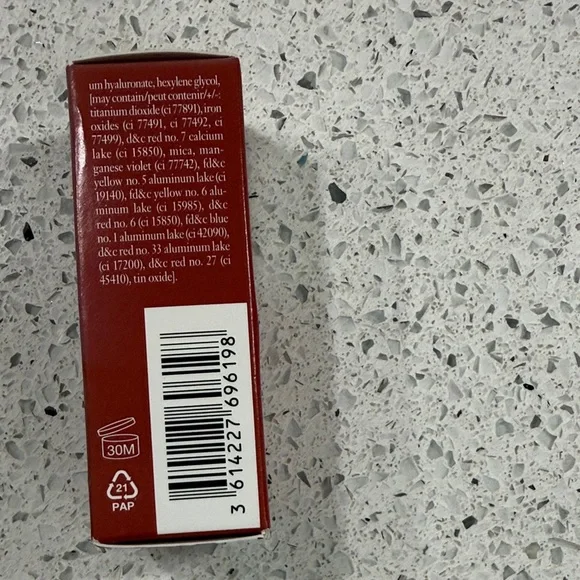 um hyaluronate, hexylene glycol,
[may contain/peut contenir/+/-:
titanium dioxide (ci 77891), iron
oxides (ci 77491, ci 77492, ci
77499), d&c red no. 7 calcium
lake (ci 15850), mica, man-
ganese violet (ci 77742), fd&c
yellow no. 5 aluminum lake (ci
19140), fd&c yellow no. 6 alu-
minum lake (ci 15985), d&c
red no. 6 (ci 15850), fd&c blue
no. 1 aluminum lake (ci 42090),
d&c red no. 33 aluminum lake
(ci 17200), d&c red no. 27 (ci
45410), tin oxide].
30M
21
PAP
3 614227 696198